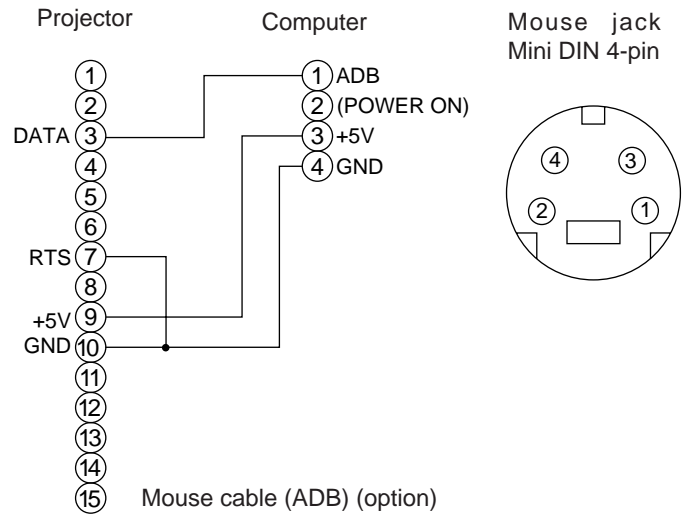 Projector
Computer
Mouse jack
Mini DIN 4-pin
1
2
DATA 3
4
5
6
RTS 7
8
+5V 9
GND 10
11
12
13
14
15
1 ADB
2 (POWER ON)
3 +5V
4 GND
4 3
2 1
Mouse cable (ADB) (option)